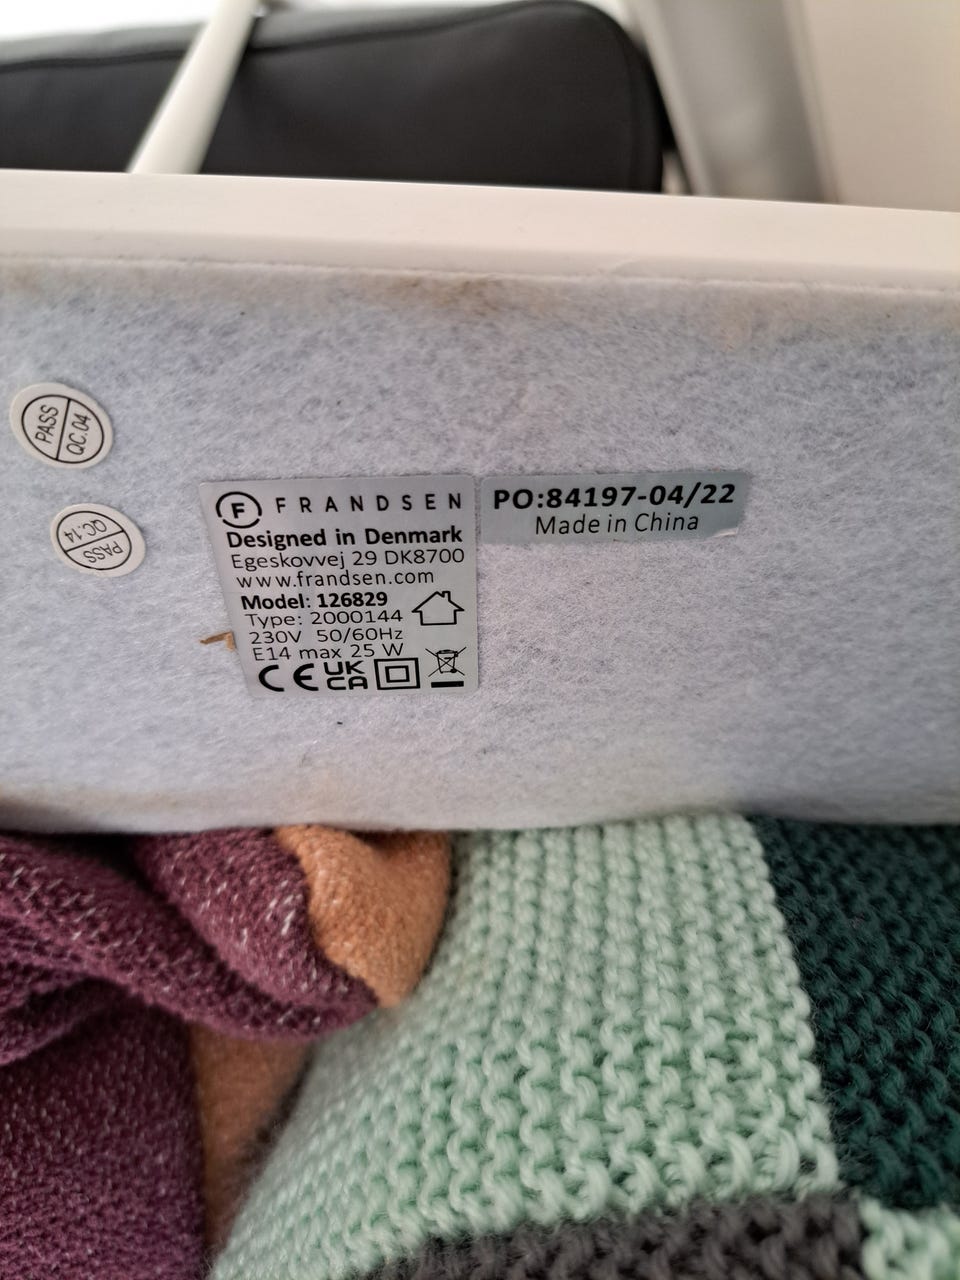 PASS
QC.04
QC.14
PASS
F FRANDSEN
Designed in Denmark
Egeskovvej 29 DK8700
www.frandsen.com
Model: 126829
Type: 2000144
230V 50/60Hz
E14 max 25 W
CE UK CA
PO:84197-04/22
Made in China